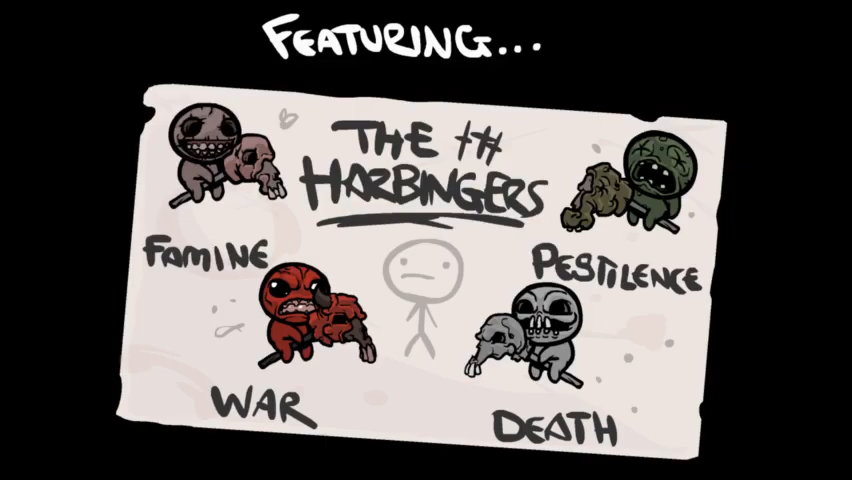 FEATURING...
THE
HARBINGERS
FAMINE
PESTILENCE
WAR
DEATH